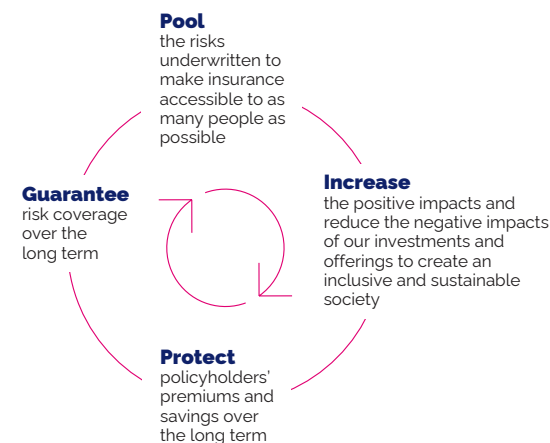 Pool
the risks
underwritten to
make insurance
accessible to as
many people as
possible
Increase
the positive impacts and
reduce the negative impacts
of our investments and
offerings to create an
inclusive and sustainable
society
Protect
policyholders’
premiums and
savings over
the long term
Guarantee
risk coverage
over the
long term